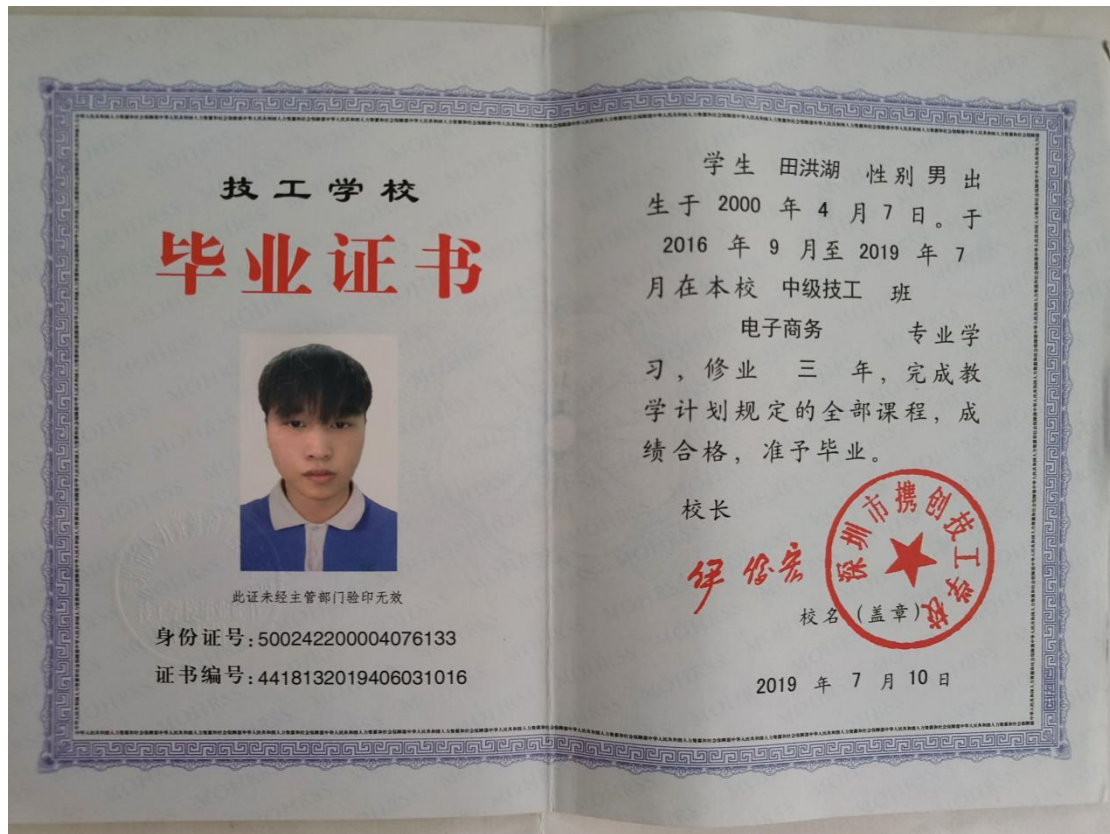 技工学校
毕业证书
此证未经主管部门验印无效
身份证号:500242200004076133
证书编号:4418132019406031016
学生 田洪湖 性别 男 出
生于 2000 年 4 月 7 日。于
2016 年 9 月至 2019 年 7
月在本校 中级技工 班
电子商务 专业学
习，修业 三 年，完成教
学计划规定的全部课程，成
绩合格，准予毕业。
校长
深圳市携创技工学校
校名(盖章)
2019 年 7 月 10 日